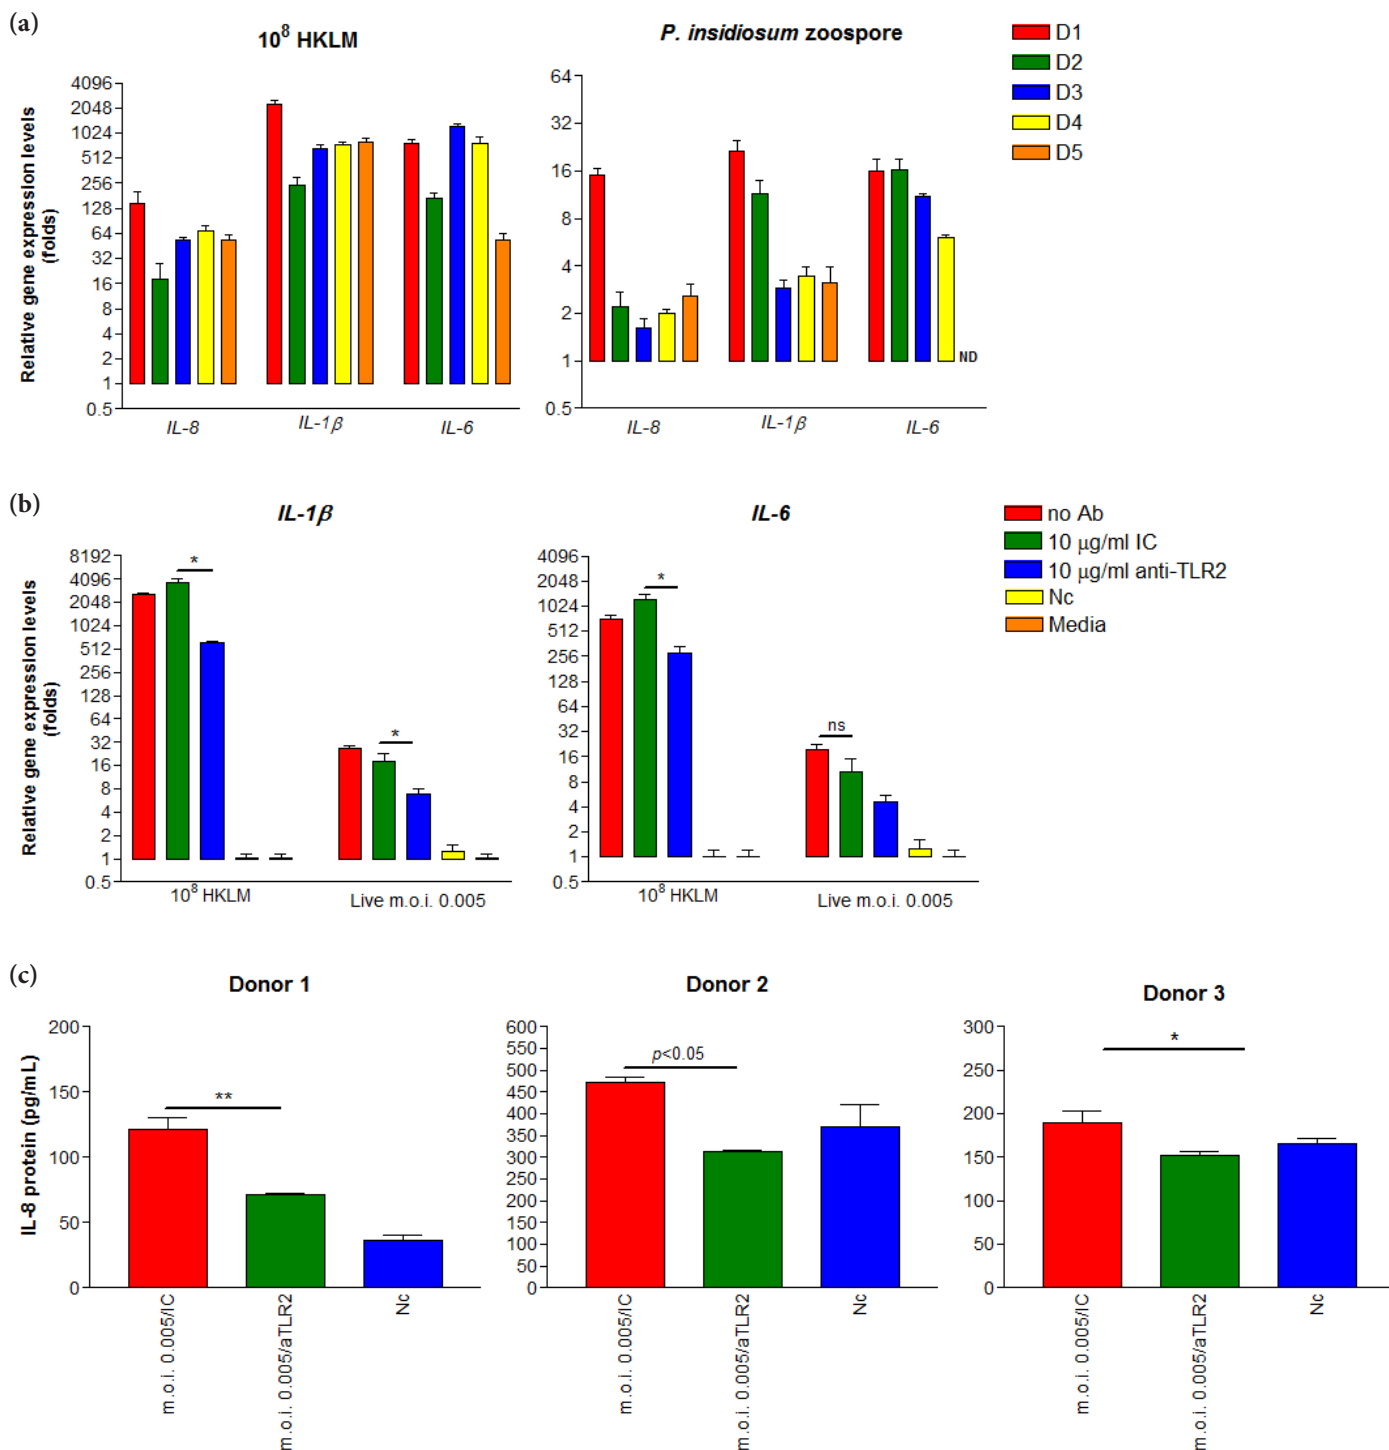 (a)
10⁸ HKLM
P. insidiosum zoospore
D1
D2
D3
D4
D5
Relative gene expression levels
(folds)
4096
2048
1024
512
256
128
64
32
16
8
4
2
1
0.5
IL-8
IL-1β
IL-6
64
32
16
8
4
2
1
0.5
ND
IL-8
IL-1β
IL-6
(b)
IL-1β
IL-6
no Ab
10 μg/ml IC
10 μg/ml anti-TLR2
Nc
Media
Relative gene expression levels
(folds)
8192
4096
2048
1024
512
256
128
64
32
16
8
4
2
1
0.5
*
*
10⁸ HKLM
Live m.o.i. 0.005
4096
2048
1024
512
256
128
64
32
16
8
4
2
1
0.5
*
ns
10⁸ HKLM
Live m.o.i. 0.005
(c)
Donor 1
Donor 2
Donor 3
IL-8 protein (pg/mL)
200
150
100
50
0
**
m.o.i. 0.005/IC
m.o.i. 0.005/aTLR2
Nc
600
550
500
450
400
350
300
250
200
150
100
50
0
p<0.05
m.o.i. 0.005/IC
m.o.i. 0.005/aTLR2
Nc
300
250
200
150
100
50
0
*
m.o.i. 0.005/IC
m.o.i. 0.005/aTLR2
Nc